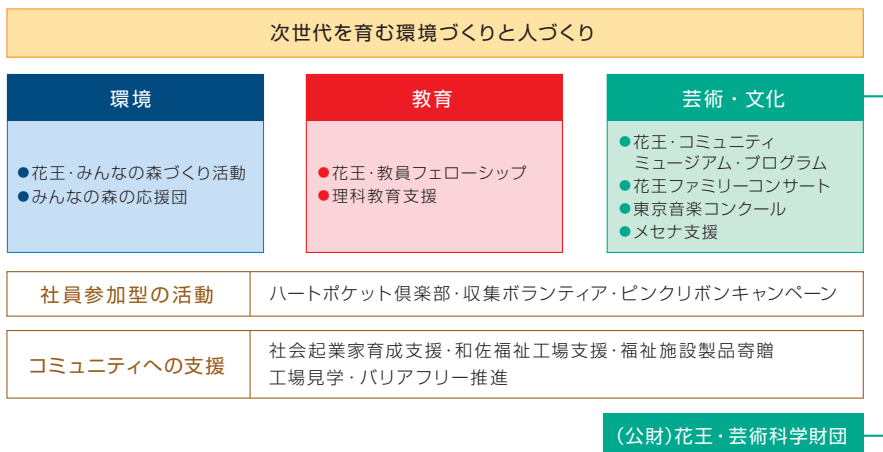 次世代を育む環境づくりと人づくり
環境
●花王・みんなの森づくり活動
●みんなの森の応援団
教育
●花王・教員フェローシップ
●理科教育支援
芸術・文化
●花王・コミュニティ
ミュージアム・プログラム
●花王ファミリーコンサート
●東京音楽コンクール
●メセナ支援
社員参加型の活動
ハートポケット倶楽部・収集ボランティア・ピンクリボンキャンペーン
コミュニティへの支援
社会起業家育成支援・和佐福祉工場支援・福祉施設製品寄贈
工場見学・バリアフリー推進
(公財)花王・芸術科学財団